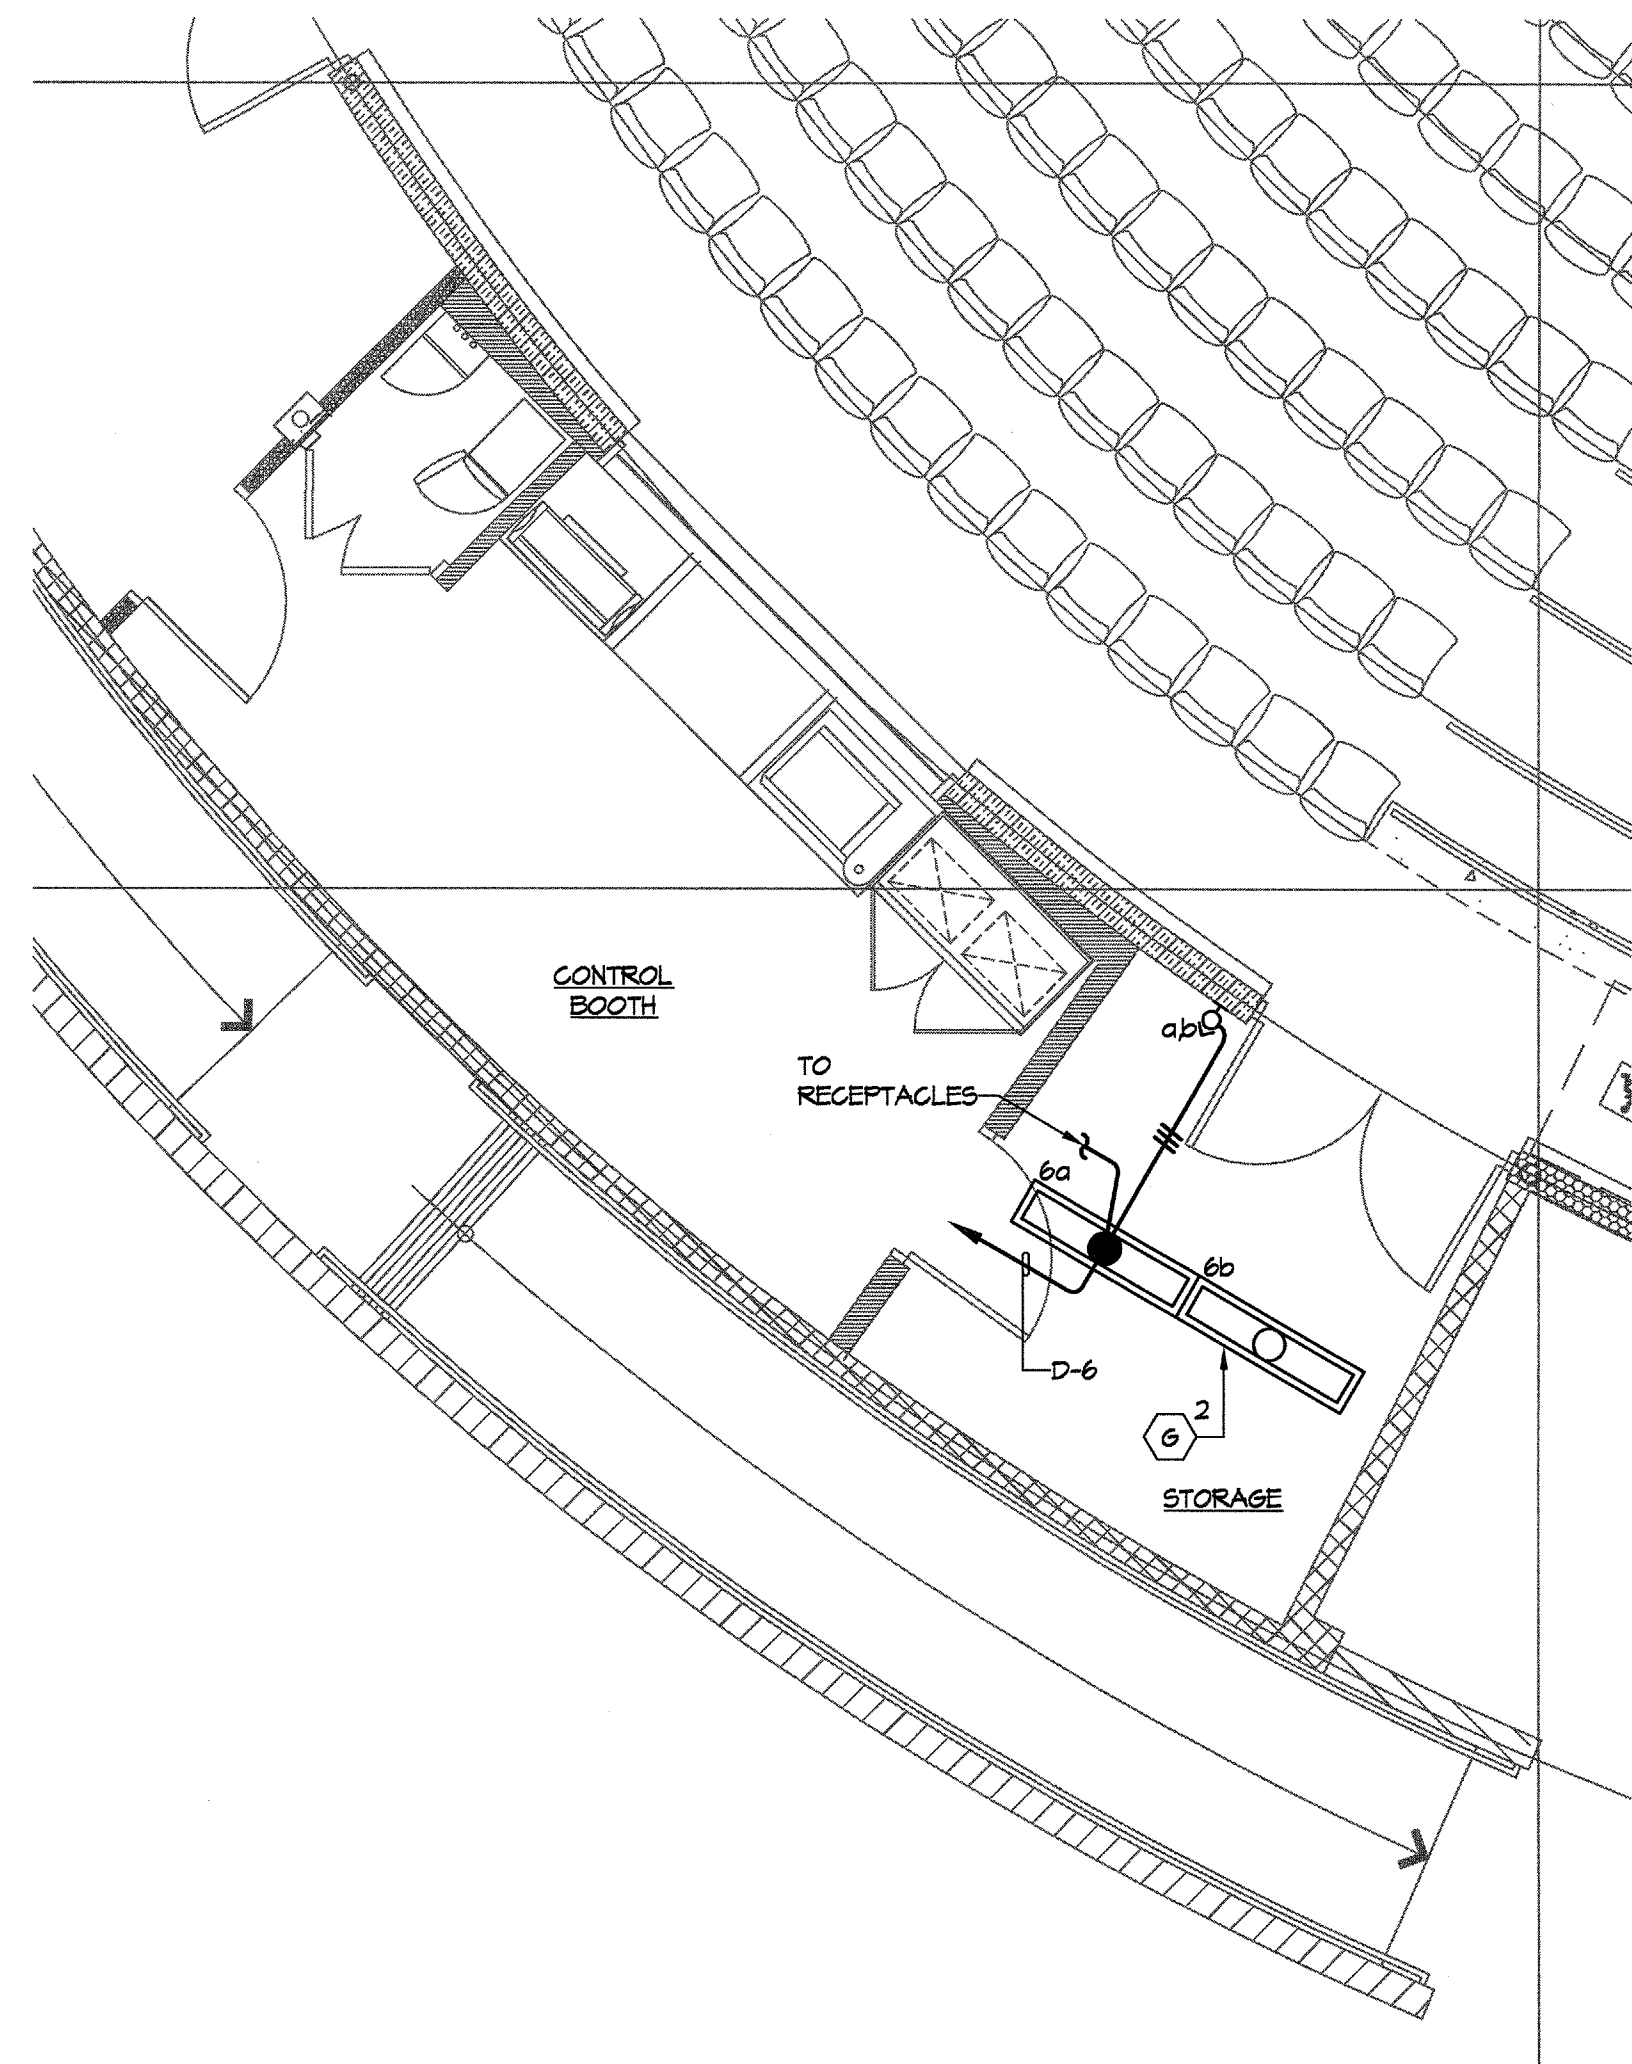 CONTROL
BOOTH
ab
TO
RECEPTACLES
6a
6b
D-6
2
G
STORAGE